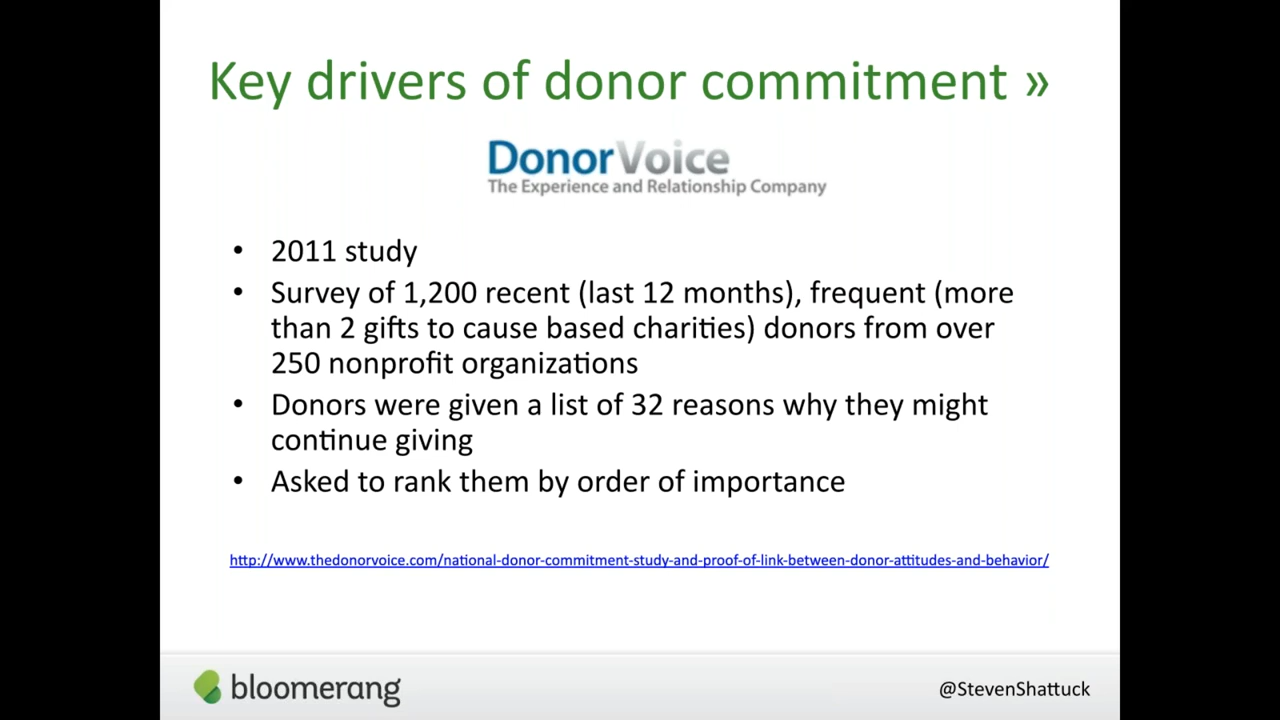 Key drivers of donor commitment »
DonorVoice
The Experience and Relationship Company
• 2011 study
• Survey of 1,200 recent (last 12 months), frequent (more
than 2 gifts to cause based charities) donors from over
250 nonprofit organizations
• Donors were given a list of 32 reasons why they might
continue giving
• Asked to rank them by order of importance
http://www.thedonorvoice.com/national-donor-commitment-study-and-proof-of-link-between-donor-attitudes-and-behavior/
bloomerang
@StevenShattuck